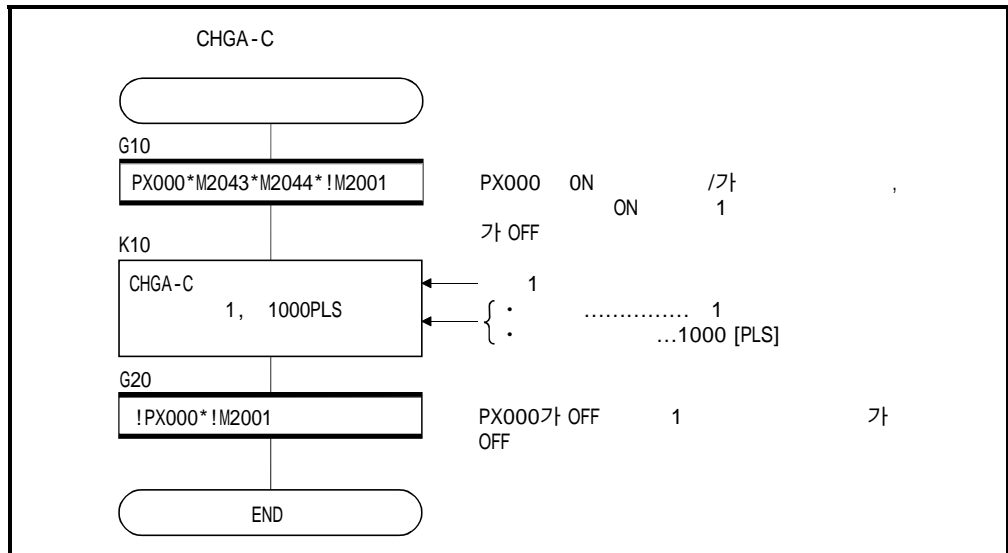 CHGA-C
G10
PX000*M2043*M2044*!M2001
PX000 ON /가 ,
ON 1
가 OFF
K10
CHGA-C
1, 1000PLS
1
{ · ............... 1
· ...1000 [PLS]
G20
!PX000*!M2001
PX000가 OFF 1 가
OFF
END